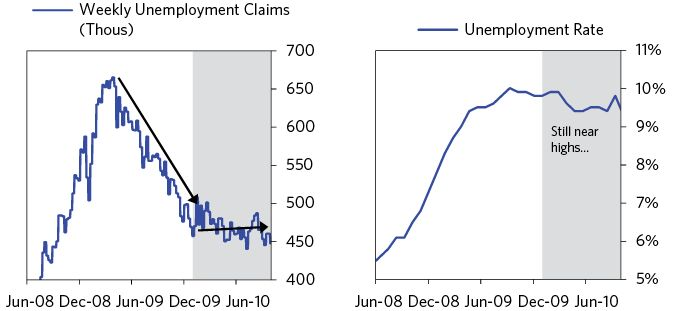 Weekly Unemployment Claims
(Thous)
700
650
600
550
500
450
400
Jun-08 Dec-08 Jun-09 Dec-09 Jun-10
Unemployment Rate
11%
10%
9%
8%
7%
6%
5%
Still near
highs...
Jun-08 Dec-08 Jun-09 Dec-09 Jun-10